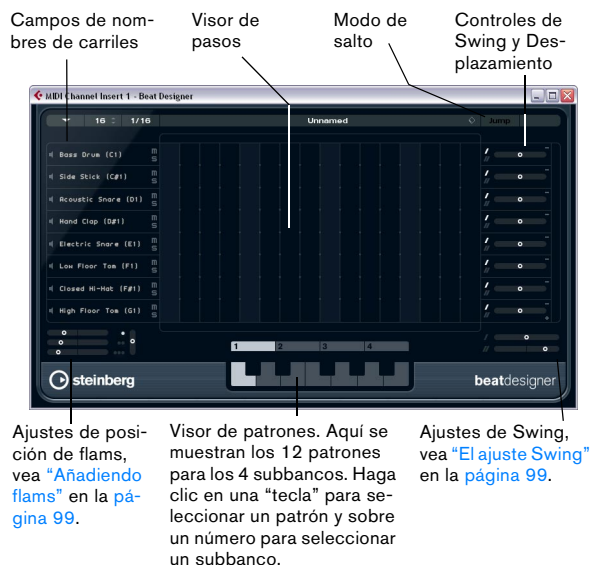 Campos de nom-
bres de carriles
Visor de
pasos
Modo de
salto
Controles de
Swing y Des-
plazamiento
MIDI Channel Insert 1 - Beat Designer
16 1/16 Unnamed Jump
Bass Drum (C1) m s
Side Stick (C#1) m s
Acoustic Snare (D1) m s
Hand Clap (D#1) m s
Electric Snare (E1) m s
Low Floor Tom (F1) m s
Closed Hi-Hat (F#1) m s
High Floor Tom (G1) m s
1 2 3 4
steinberg
beatdesigner
Ajustes de posi-
ción de flams,
vea “Añadiendo
flams” en la pá-
gina 99.
Visor de patrones. Aquí se
muestran los 12 patrones
para los 4 subbancos. Haga
clic en una “tecla” para se-
leccionar un patrón y sobre
un número para seleccionar
un subbanco.
Ajustes de Swing,
vea “El ajuste Swing”
en la página 99.